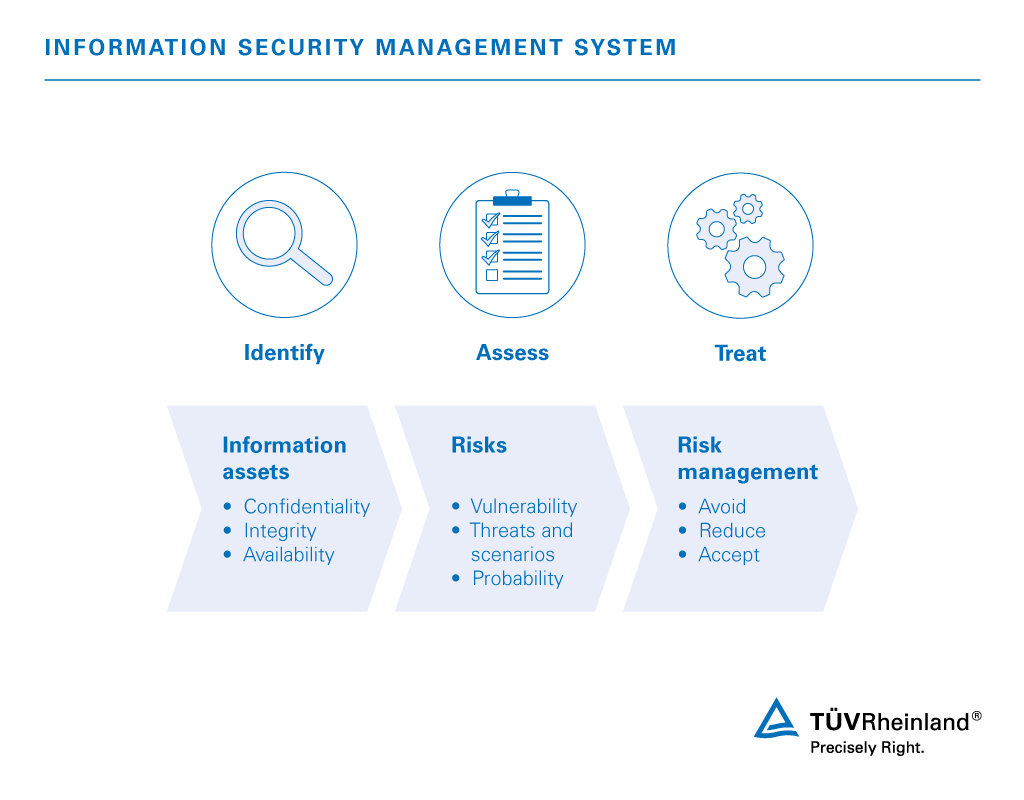 INFORMATION SECURITY MANAGEMENT SYSTEM
Identify
Assess
Treat
Information
assets
• Confidentiality
• Integrity
• Availability
Risks
• Vulnerability
• Threats and
scenarios
• Probability
Risk
management
• Avoid
• Reduce
• Accept
TÜVRheinland®
Precisely Right.